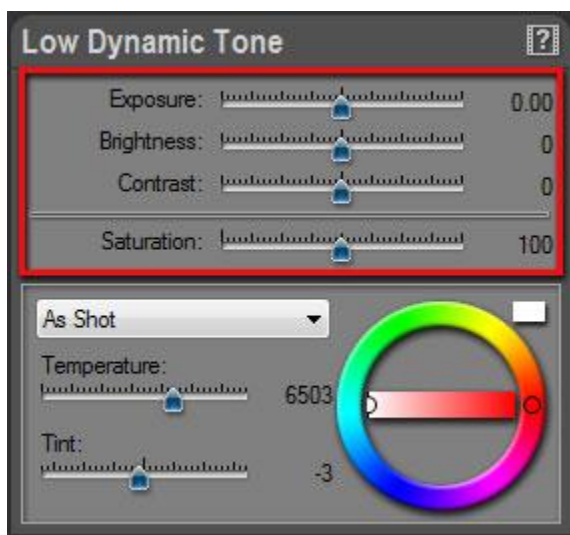 Low Dynamic Tone ?
Exposure: 0.00
Brightness: 0
Contrast: 0
Saturation: 100
As Shot
Temperature:
6503
Tint:
-3